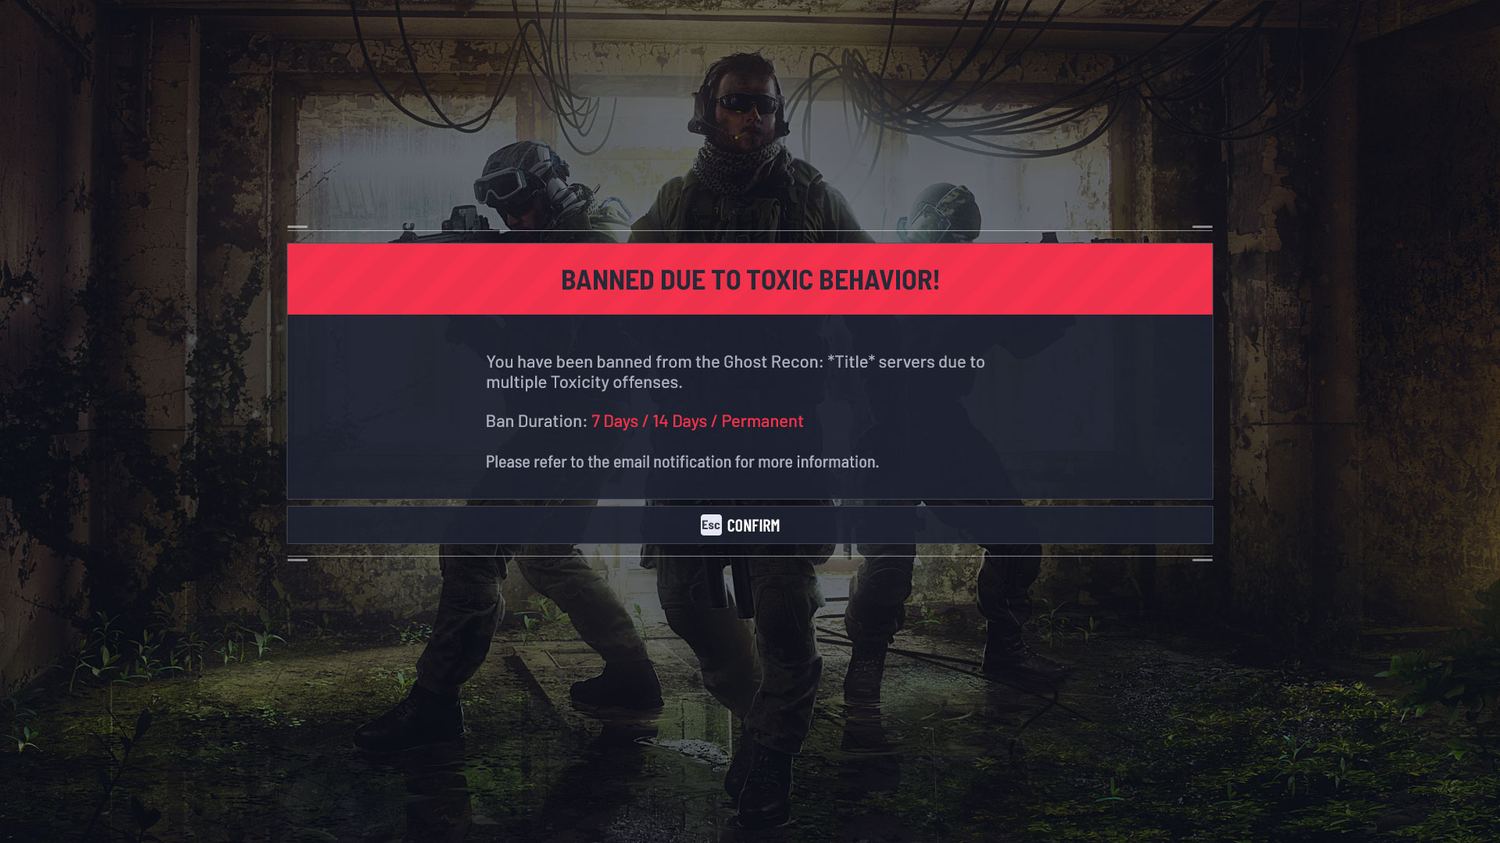 BANNED DUE TO TOXIC BEHAVIOR!
You have been banned from the Ghost Recon: *Title* servers due to
multiple Toxicity offenses.
Ban Duration: 7 Days / 14 Days / Permanent
Please refer to the email notification for more information.
Esc CONFIRM